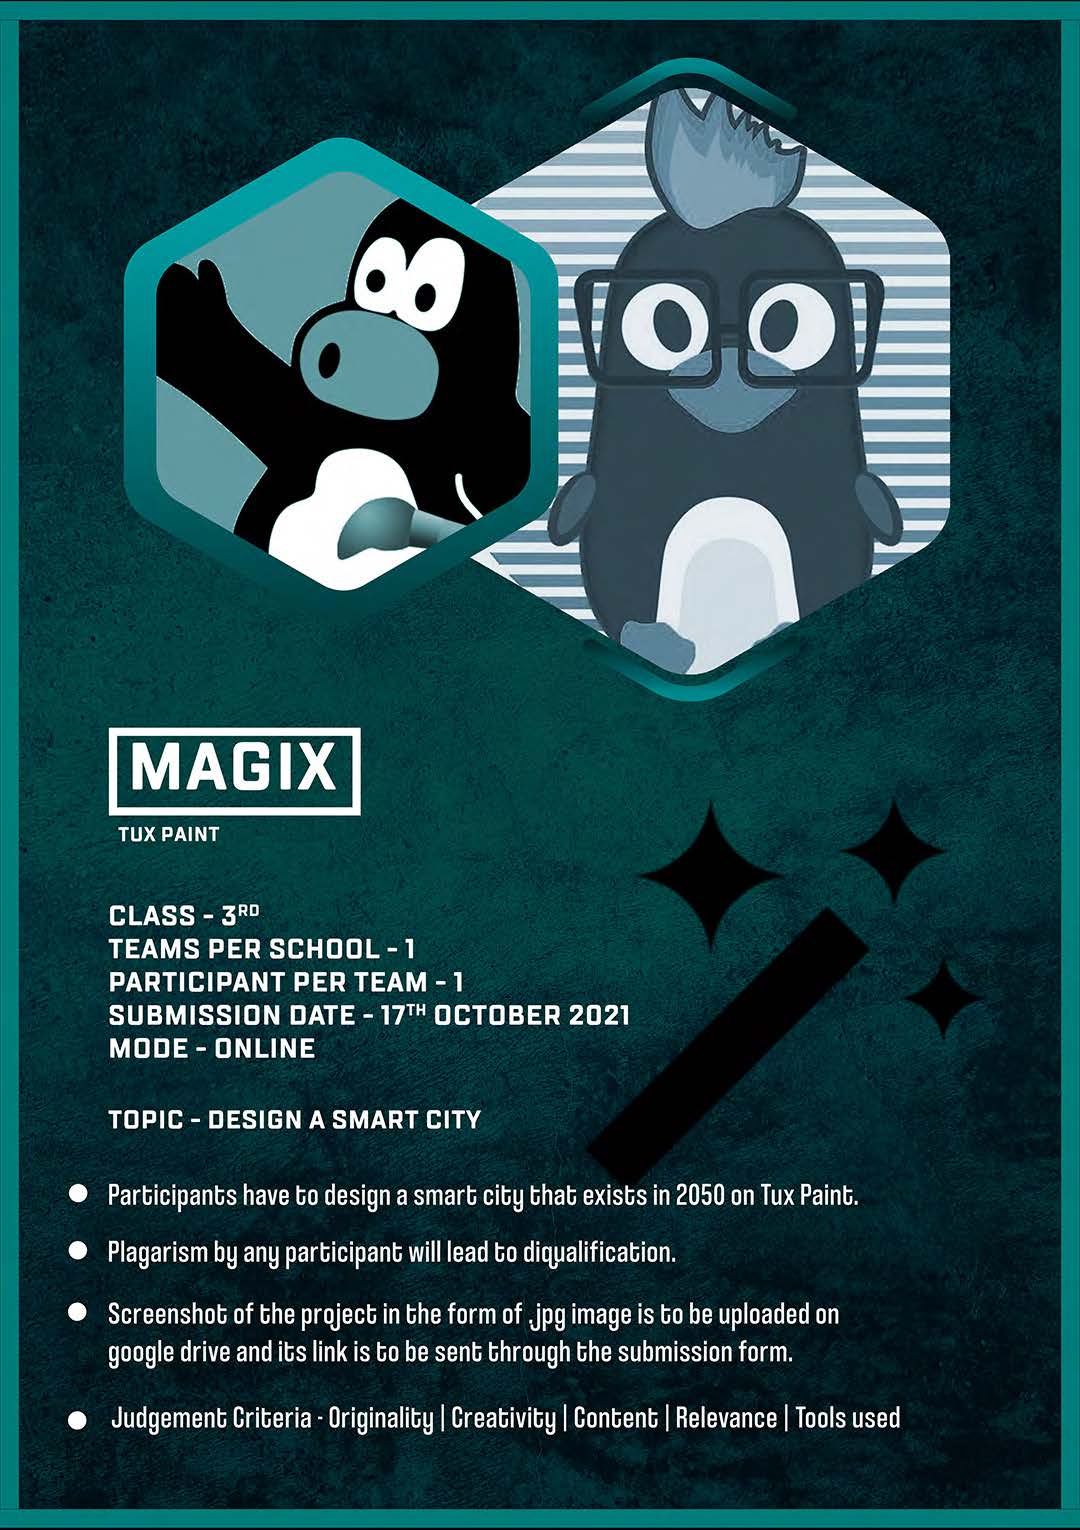 MAGIX
TUX PAINT
CLASS - 3RD
TEAMS PER SCHOOL - 1
PARTICIPANT PER TEAM - 1
SUBMISSION DATE - 17TH OCTOBER 2021
MODE - ONLINE
TOPIC - DESIGN A SMART CITY
Participants have to design a smart city that exists in 2050 on Tux Paint.
Plagarism by any participant will lead to diqualification.
Screenshot of the project in the form of .jpg image is to be uploaded on
google drive and its link is to be sent through the submission form.
Judgement Criteria - Originality | Creativity | Content | Relevance | Tools used